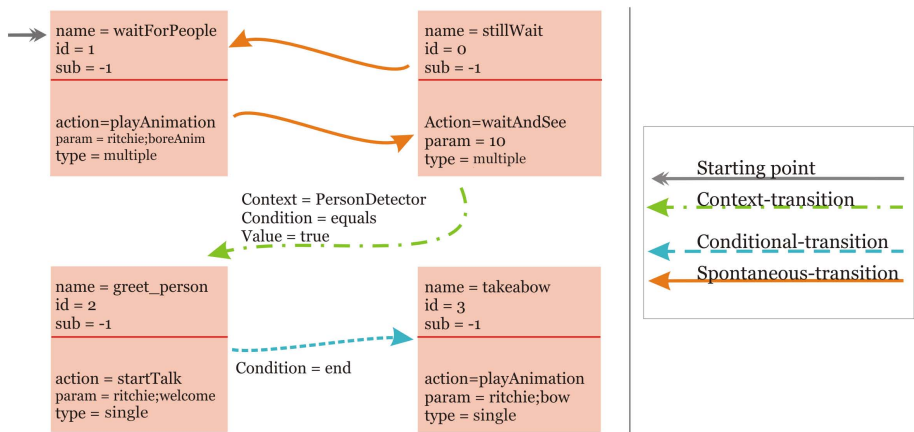 name = waitForPeople
id = 1
sub = -1
action=playAnimation
param = ritchie;boreAnim
type = multiple
name = stillWait
id = 0
sub = -1
Action=waitAndSee
param = 10
type = multiple
Context = PersonDetector
Condition = equals
Value = true
name = greet_person
id = 2
sub = -1
action = startTalk
param = ritchie;welcome
type = single
Condition = end
name = takeabow
id = 3
sub = -1
action=playAnimation
param = ritchie;bow
type = single
Starting point
Context-transition
Conditional-transition
Spontaneous-transition